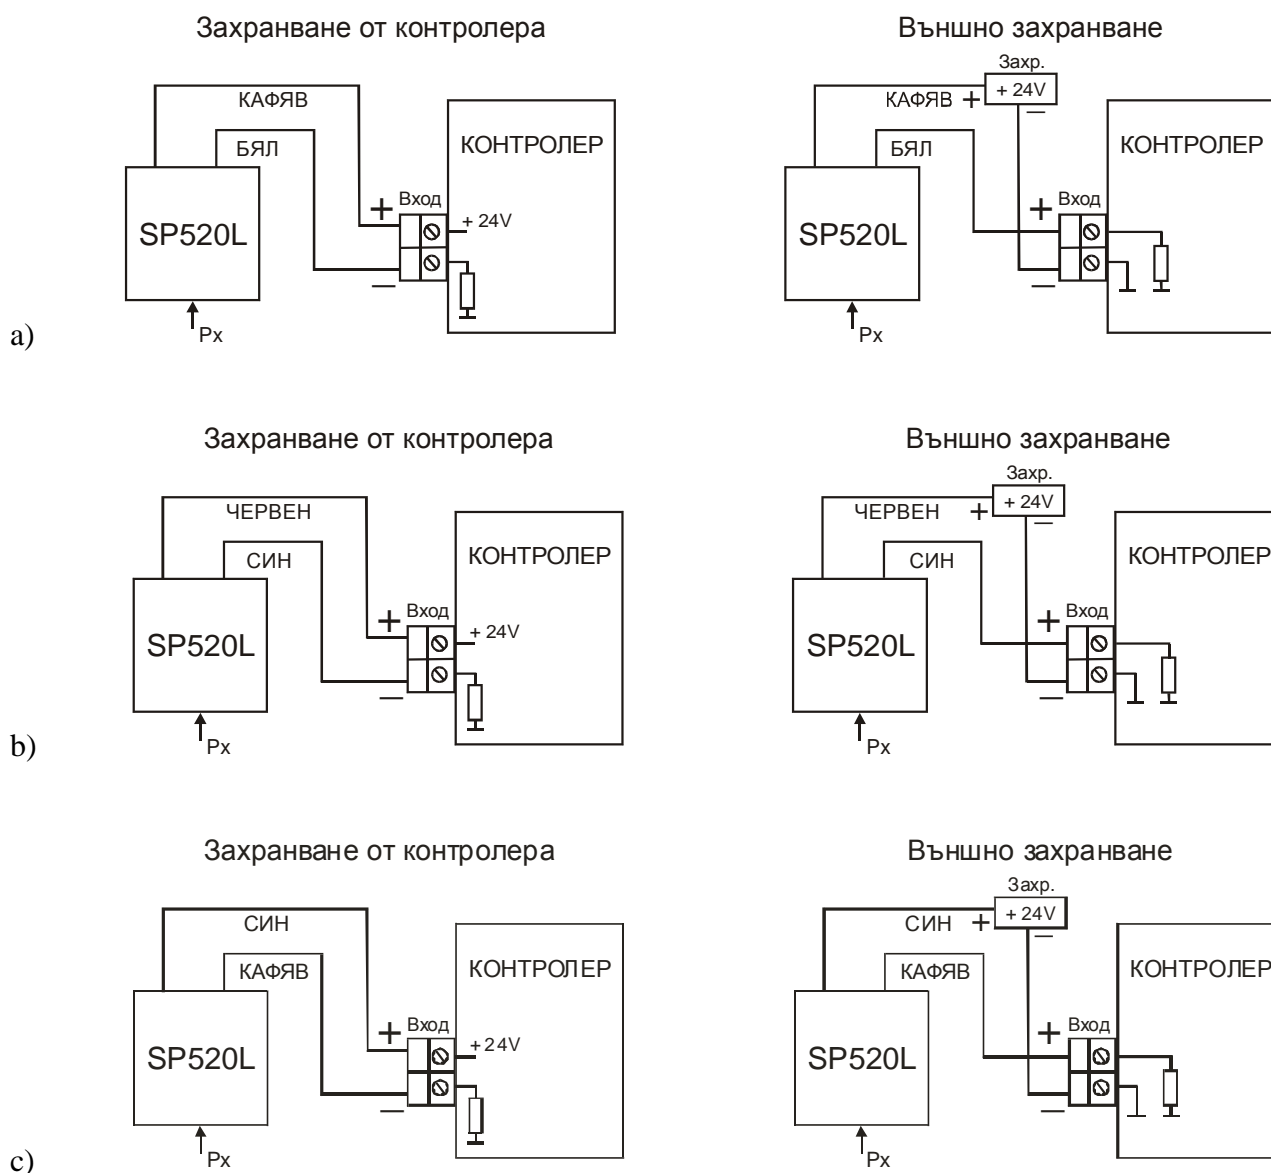 Захранване от контролера
КАФЯВ
БЯЛ
КОНТРОЛЕР
SP520L
+ Вход
+ 24V
—
Px
a)
Външно захранване
Захр.
КАФЯВ + + 24V
—
БЯЛ
КОНТРОЛЕР
SP520L
+ Вход
—
Px
Захранване от контролера
ЧЕРВЕН
СИН
КОНТРОЛЕР
SP520L
+ Вход
+ 24V
—
Px
b)
Външно захранване
Захр.
ЧЕРВЕН + + 24V
—
СИН
КОНТРОЛЕР
SP520L
+ Вход
—
Px
Захранване от контролера
СИН
КАФЯВ
КОНТРОЛЕР
SP520L
+ Вход
+ 24V
—
Px
c)
Външно захранване
Захр.
СИН + + 24V
—
КАФЯВ
КОНТРОЛЕР
SP520L
+ Вход
—
Px